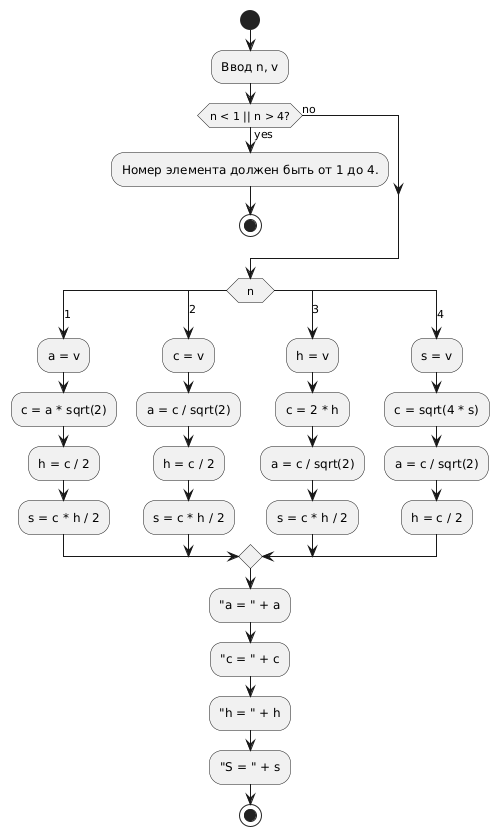 Ввод n, v
n < 1 || n > 4?
no
yes
Номер элемента должен быть от 1 до 4.
n
1
2
3
4
a = v
c = v
h = v
s = v
c = a * sqrt(2)
a = c / sqrt(2)
c = 2 * h
c = sqrt(4 * s)
h = c / 2
h = c / 2
a = c / sqrt(2)
a = c / sqrt(2)
s = c * h / 2
s = c * h / 2
s = c * h / 2
h = c / 2
"a = " + a
"c = " + c
"h = " + h
"S = " + s